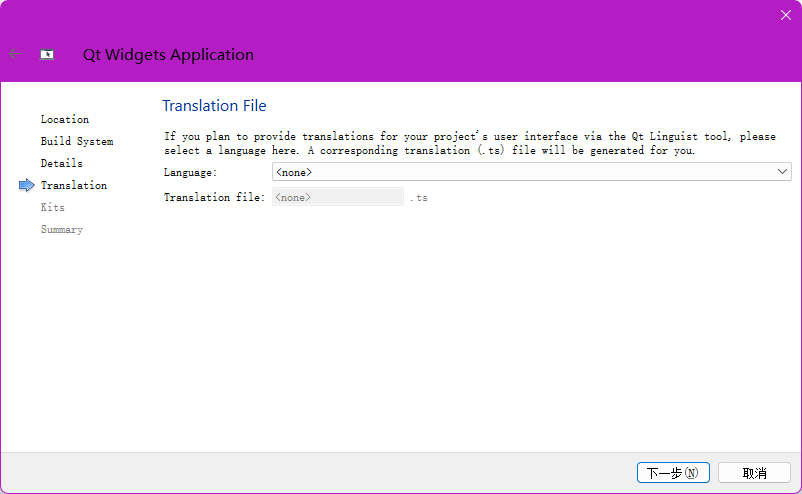 Qt Widgets Application
Location
Build System
Details
Translation
Kits
Summary
Translation File
If you plan to provide translations for your project's user interface via the Qt Linguist tool, please
select a language here. A corresponding translation (.ts) file will be generated for you.
Language: <none>
Translation file: <none> .ts
下一步(N) 取消